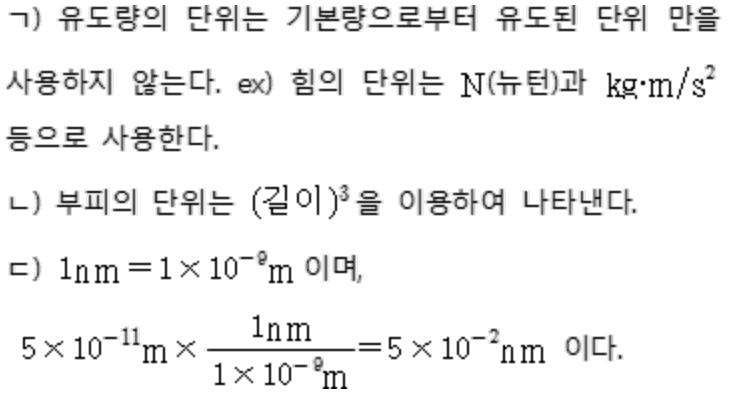 ㄱ) 유도량의 단위는 기본량으로부터 유도된 단위 만을
사용하지 않는다. ex) 힘의 단위는 N(뉴턴)과 kg·m/s²
등으로 사용한다.
ㄴ) 부피의 단위는 (길이)³을 이용하여 나타낸다.
ㄷ) 1nm＝1×10⁻⁹m 이며,
5×10⁻¹¹m× 1nm / 1×10⁻⁹m ＝5×10⁻²nm 이다.